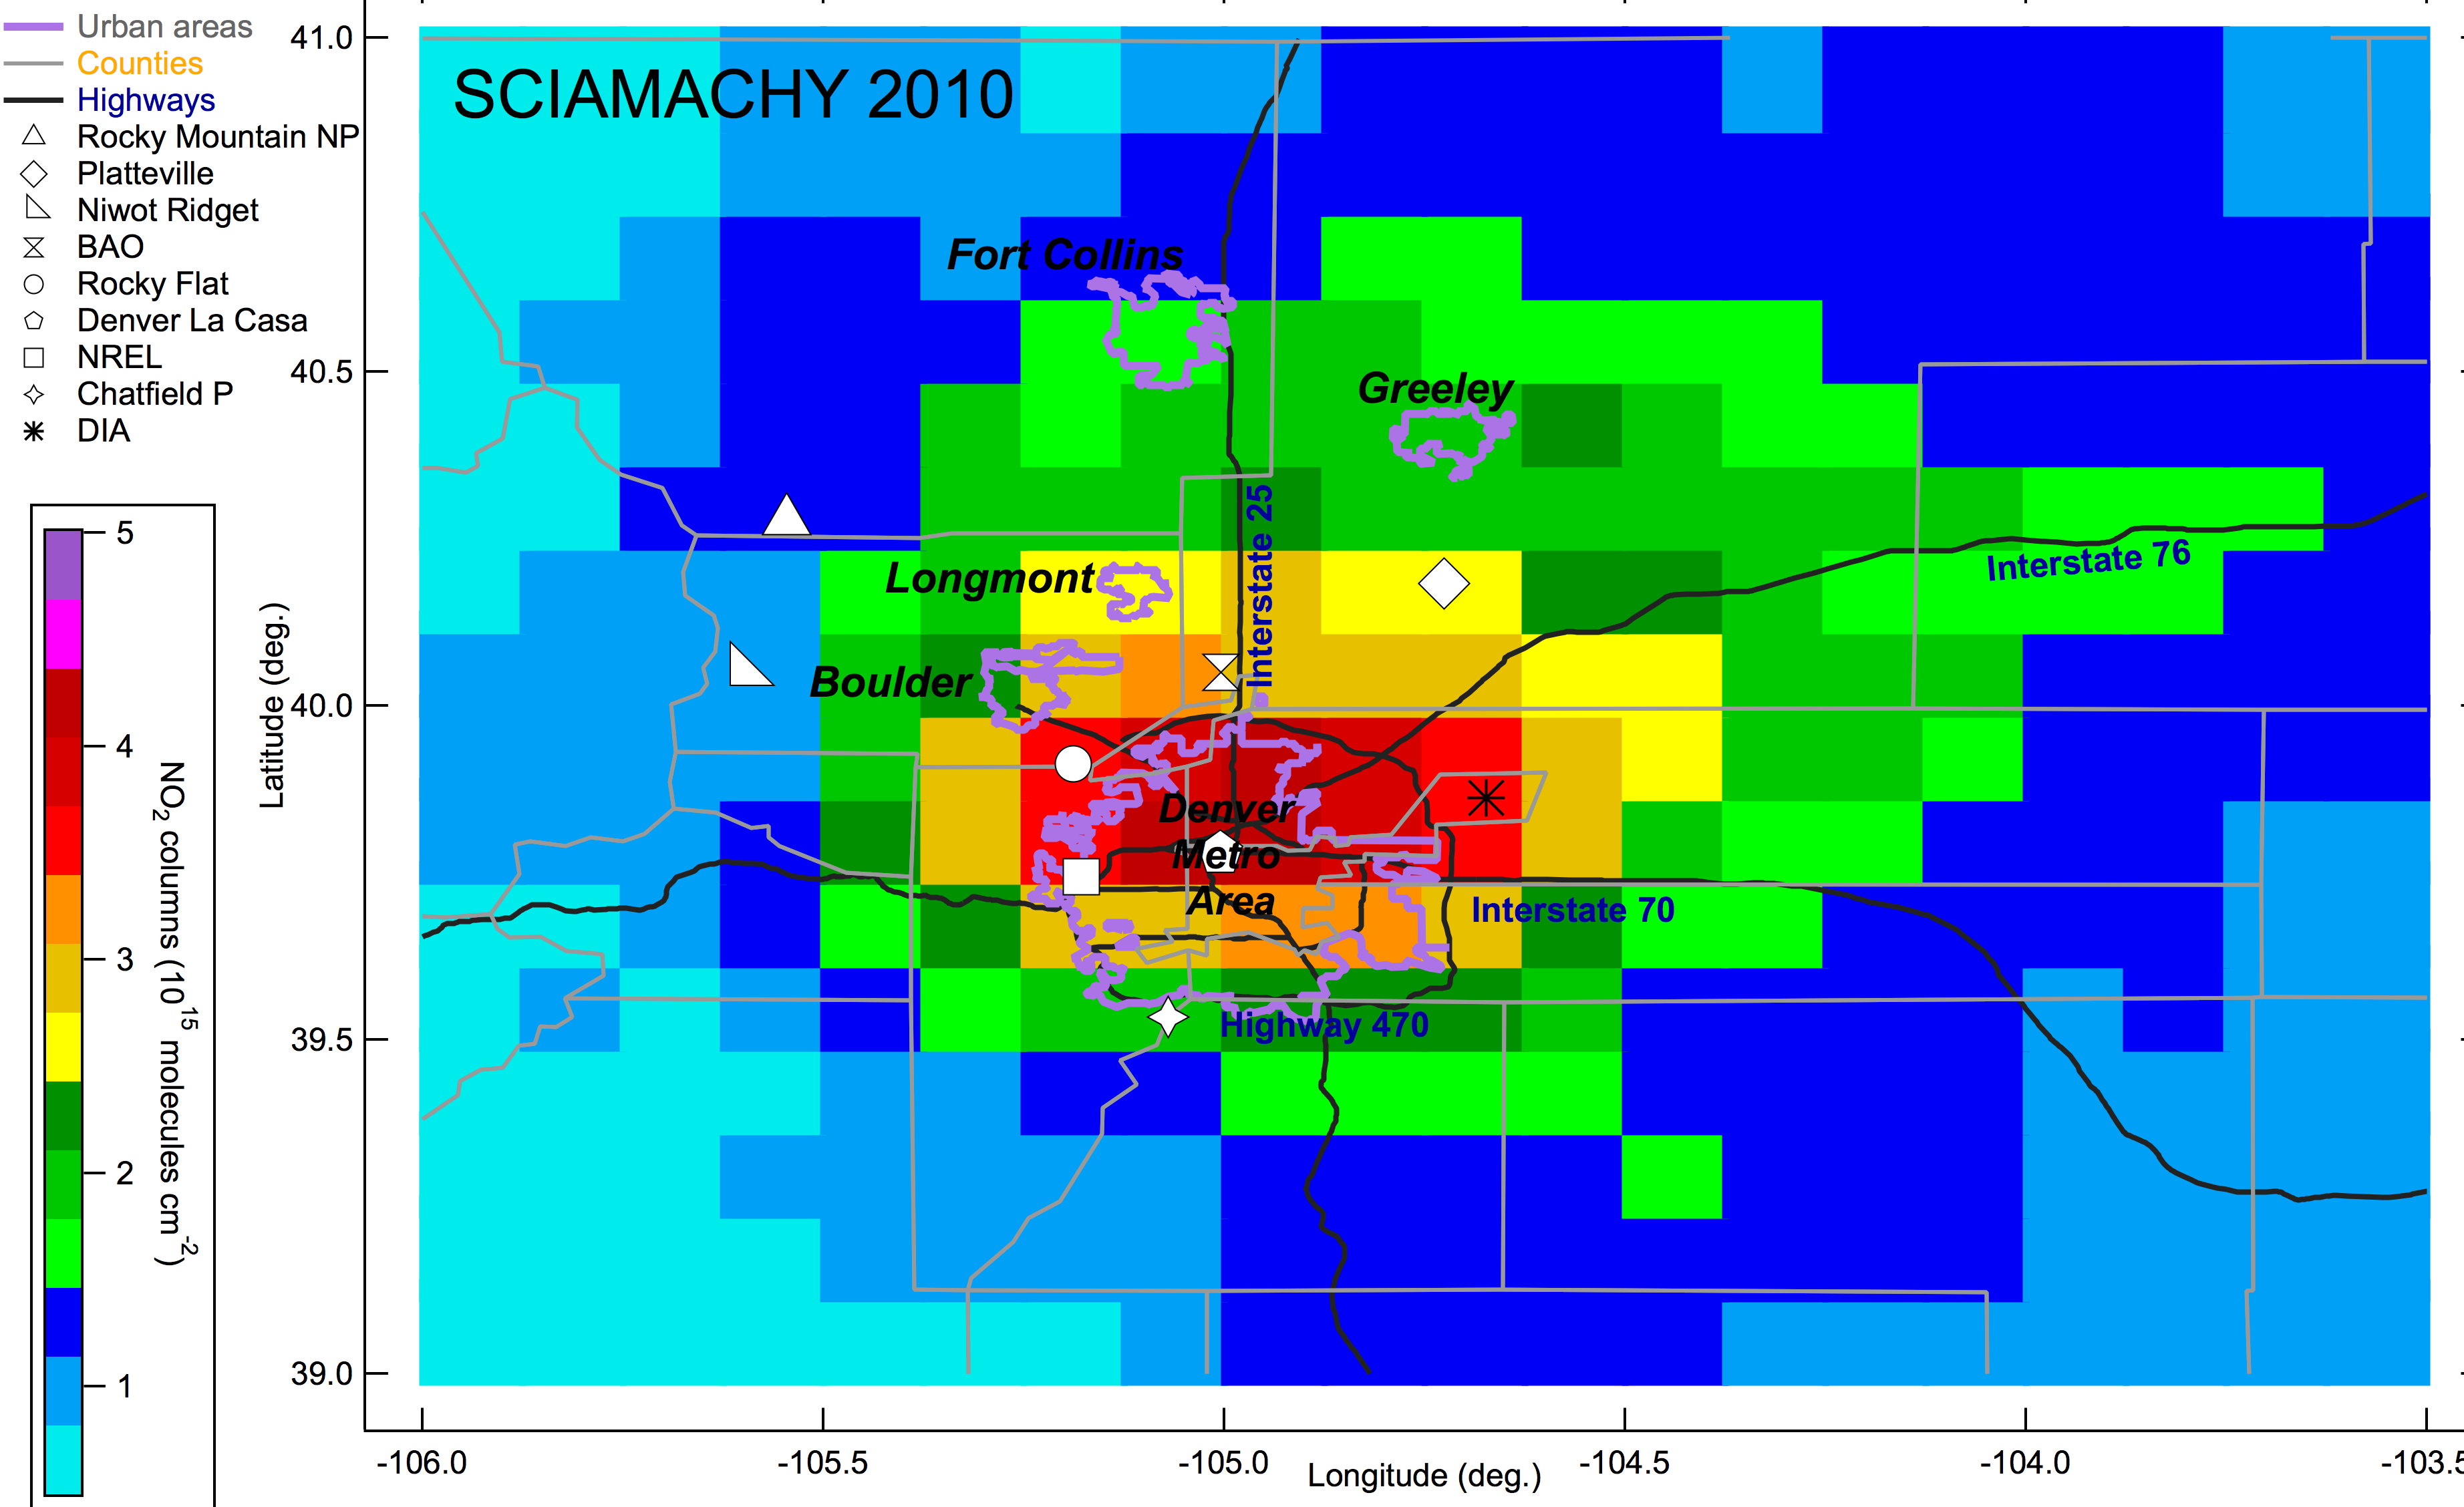 Urban areas
Counties
Highways
Rocky Mountain NP
Platteville
Niwot Ridget
BAO
Rocky Flat
Denver La Casa
NREL
Chatfield P
DIA
5
4
3
2
1
NO2 columns (10^15 molecules cm^-2)
SCIAMACHY 2010
41.0
40.5
40.0
39.5
39.0
Latitude (deg.)
Fort Collins
Greeley
Interstate 25
Interstate 76
Longmont
Boulder
Denver
Metro
Area
Interstate 70
Highway 470
-106.0
-105.5
-105.0
-104.5
-104.0
-103.5
Longitude (deg.)